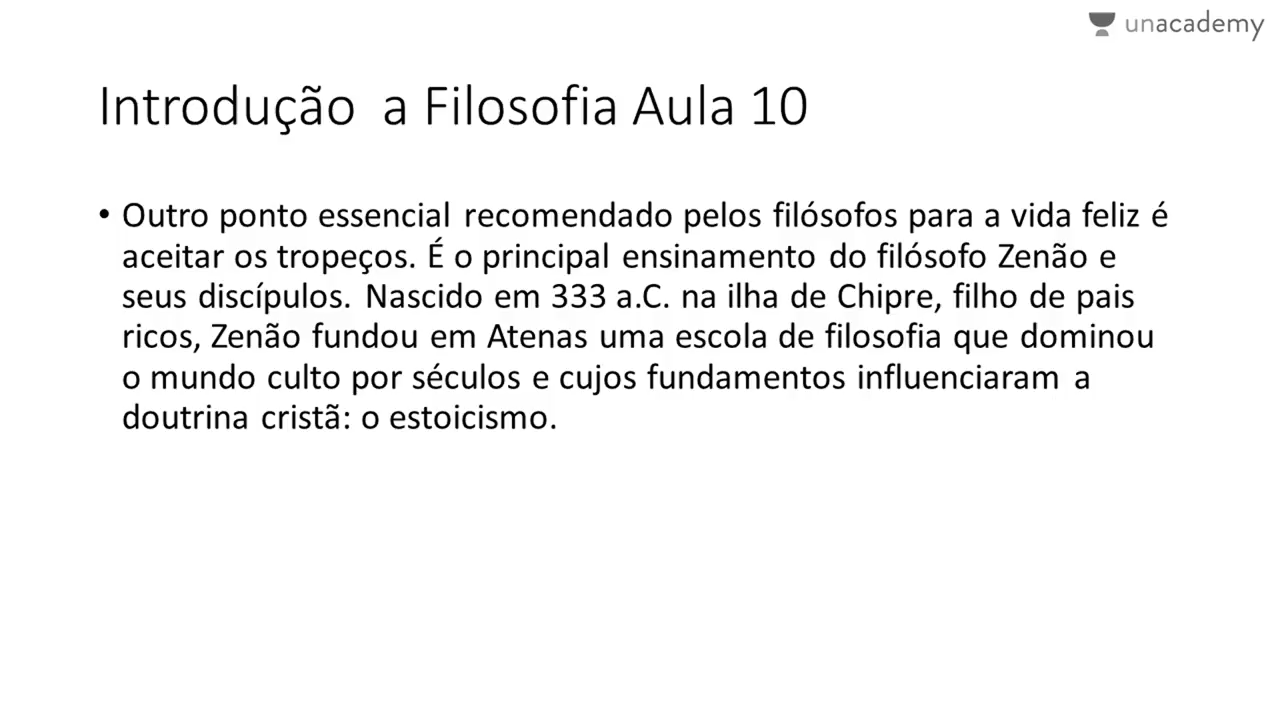 unacademy
Introdução a Filosofia Aula 10
• Outro ponto essencial recomendado pelos filósofos para a vida feliz é
aceitar os tropeços. É o principal ensinamento do filósofo Zenão e
seus discípulos. Nascido em 333 a.C. na ilha de Chipre, filho de pais
ricos, Zenão fundou em Atenas uma escola de filosofia que dominou
o mundo culto por séculos e cujos fundamentos influenciaram a
doutrina cristã: o estoicismo.